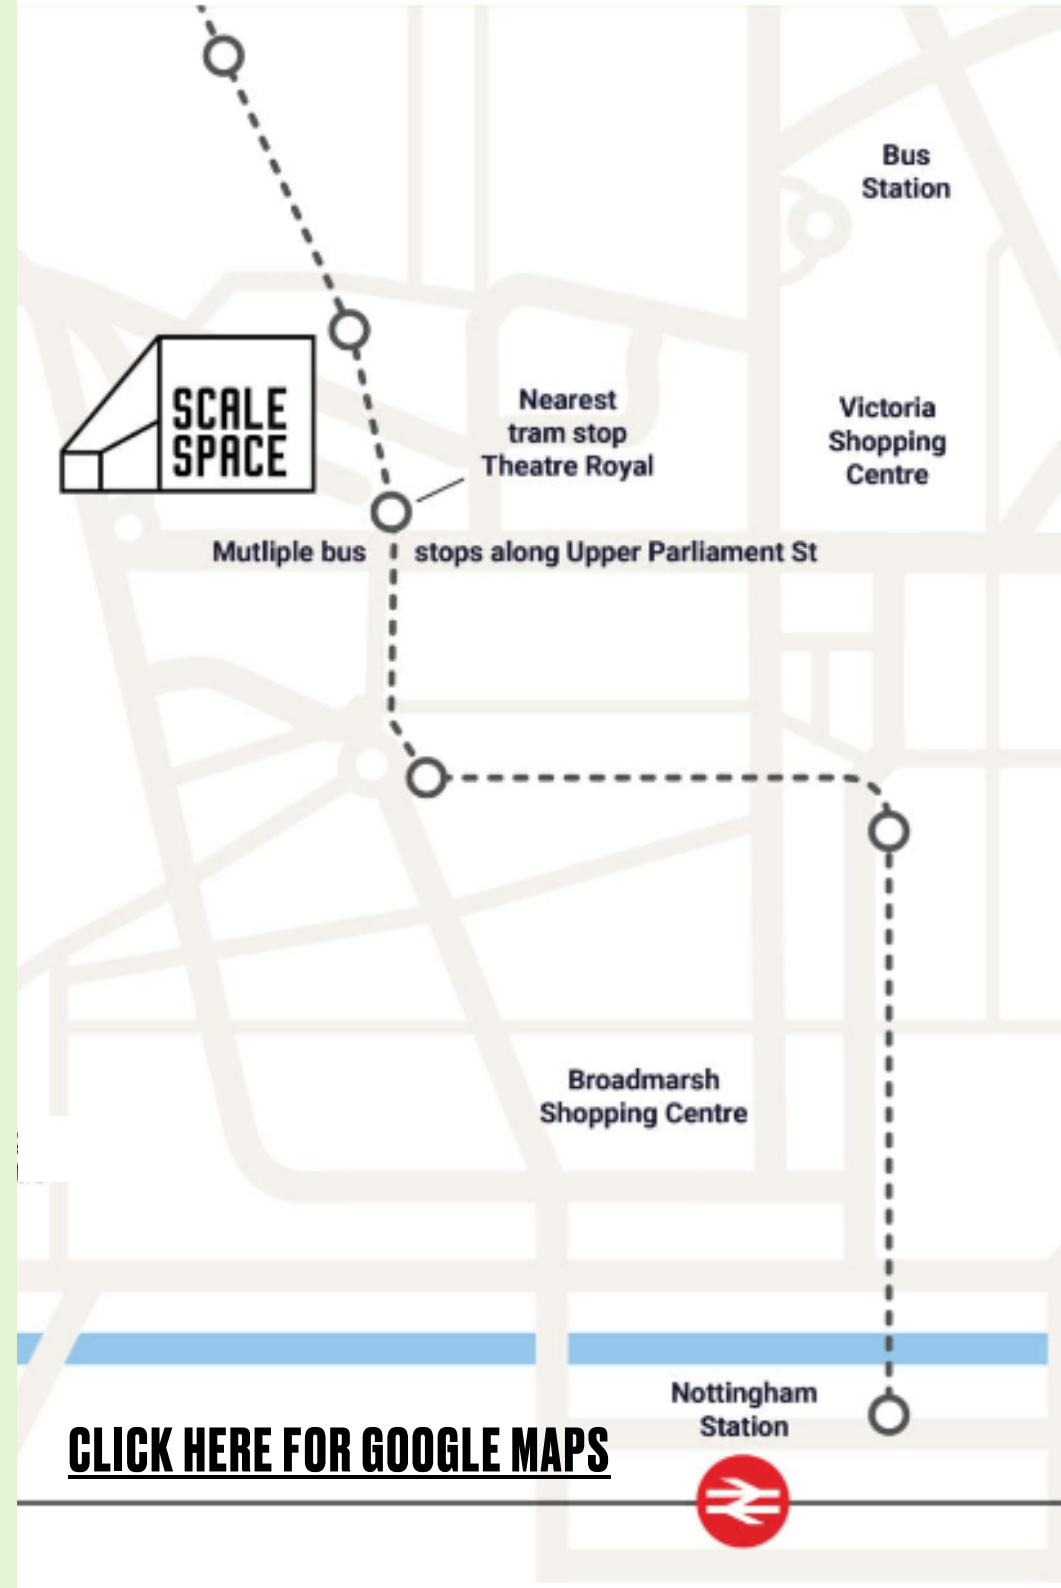 Bus
Station
SCALE
SPACE
Nearest
tram stop
Theatre Royal
Victoria
Shopping
Centre
Mutliple bus stops along Upper Parliament St
Broadmarsh
Shopping Centre
Nottingham
Station
CLICK HERE FOR GOOGLE MAPS